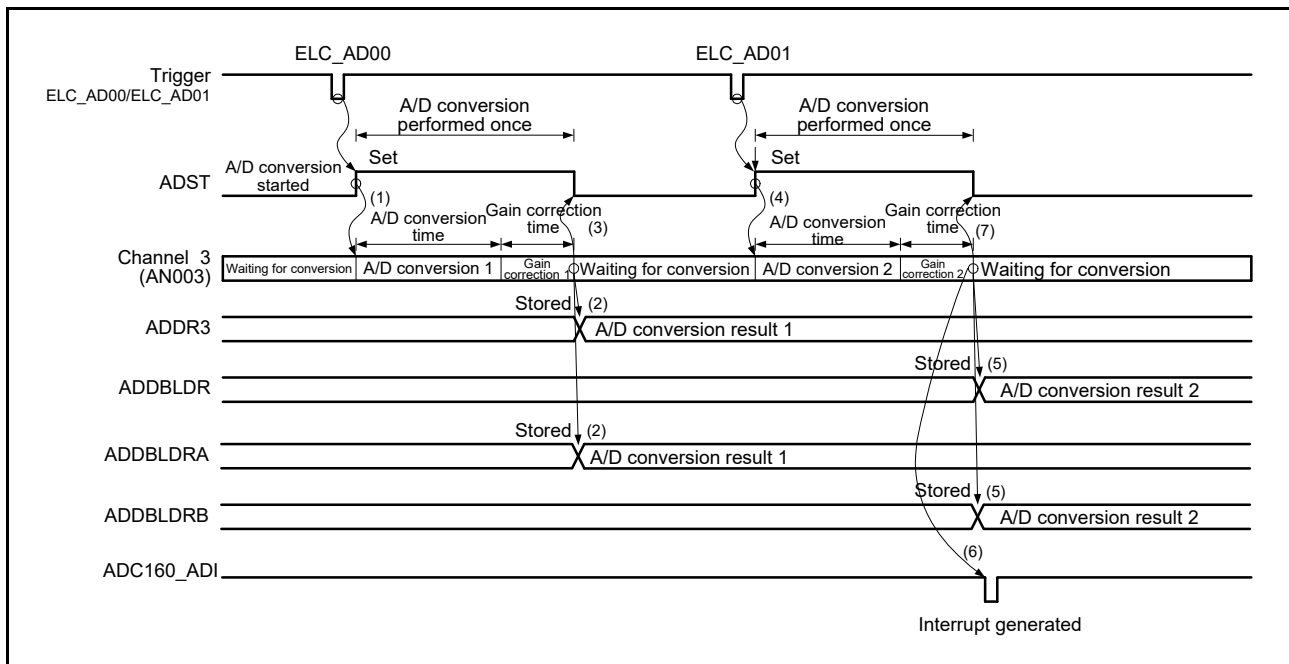 ELC_AD00
ELC_AD01
Trigger
ELC_AD00/ELC_AD01
A/D conversion
performed once
A/D conversion
performed once
Set
Set
A/D conversion
started
ADST
(1)
(4)
A/D conversion
time
Gain correction
time
(3)
A/D conversion
time
Gain correction
time
(7)
Channel 3
(AN003)
Waiting for conversion
A/D conversion 1
Gain
correction 1
Waiting for conversion
A/D conversion 2
Gain
correction 2
Waiting for conversion
Stored (2)
ADDR3
A/D conversion result 1
Stored (5)
ADDBLDR
A/D conversion result 2
Stored (2)
ADDBLDRA
A/D conversion result 1
Stored (5)
ADDBLDRB
A/D conversion result 2
(6)
ADC160_ADI
Interrupt generated